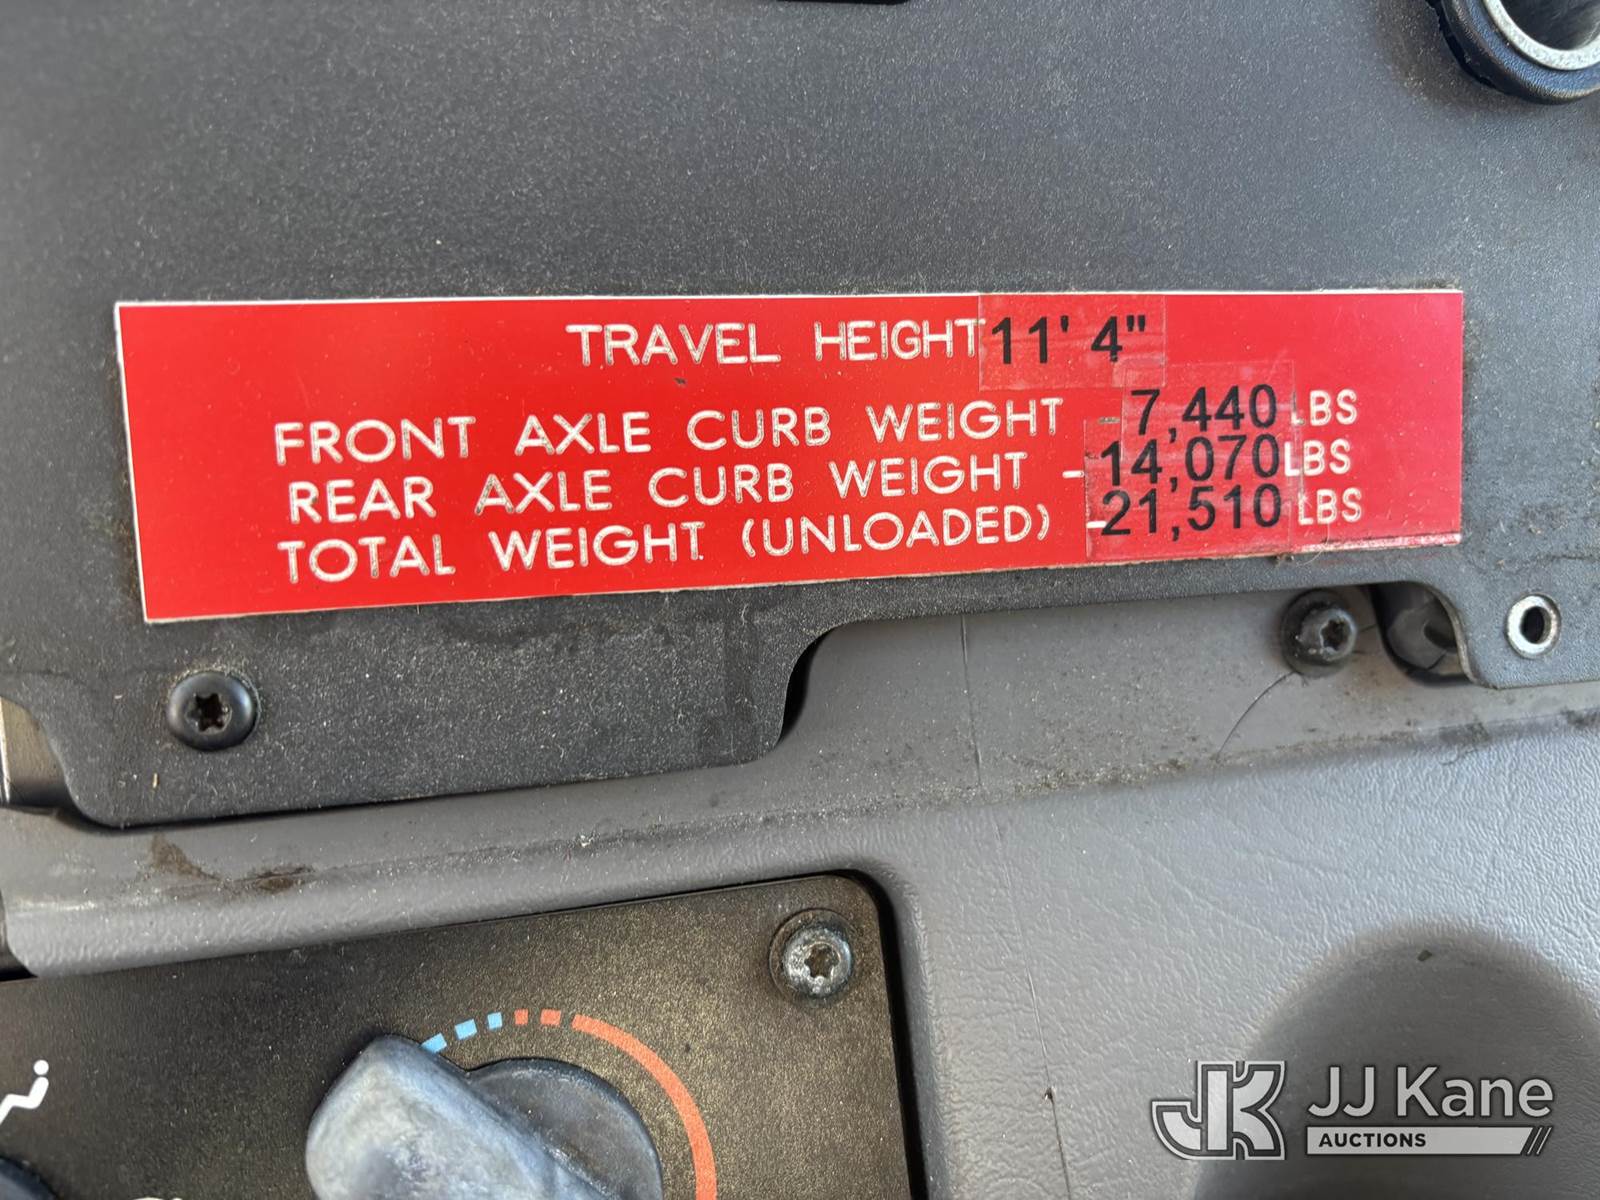 TRAVEL HEIGHT 11' 4"
FRONT AXLE CURB WEIGHT - 7,440 LBS
REAR AXLE CURB WEIGHT - 14,070 LBS
TOTAL WEIGHT (UNLOADED) - 21,510 LBS
JK JJ Kane
AUCTIONS